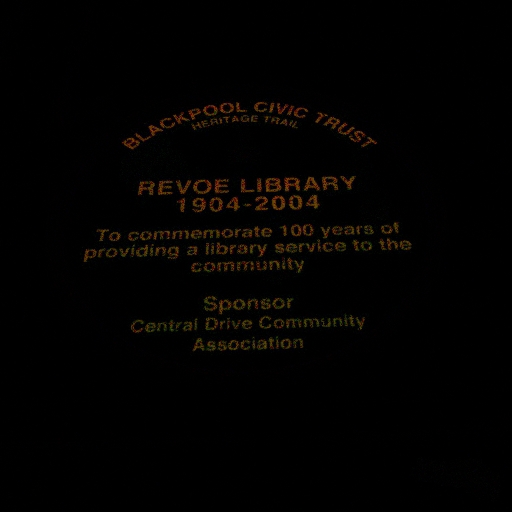 BLACKPOOL CIVIC TRUST
HERITAGE TRAIL
REVOE LIBRARY
1904-2004
To commemorate 100 years of
providing a library service to the
community
Sponsor
Central Drive Community
Association